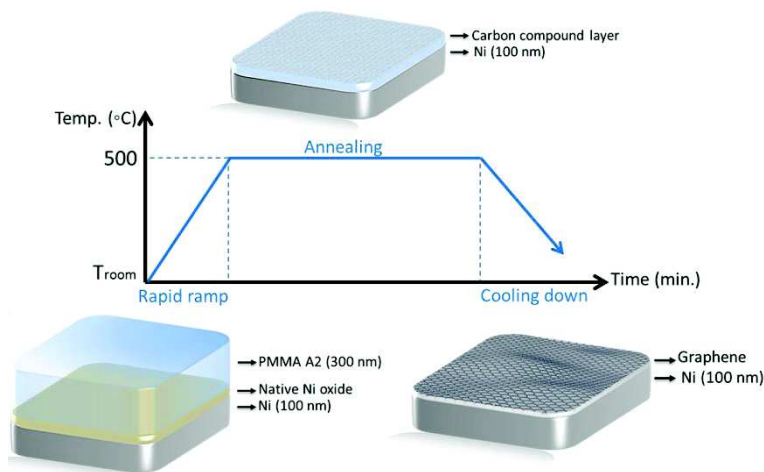 Carbon compound layer
Ni (100 nm)
Temp. (°C)
Annealing
500
Troom
Time (min.)
Rapid ramp
Cooling down
PMMA A2 (300 nm)
Native Ni oxide
Ni (100 nm)
Graphene
Ni (100 nm)